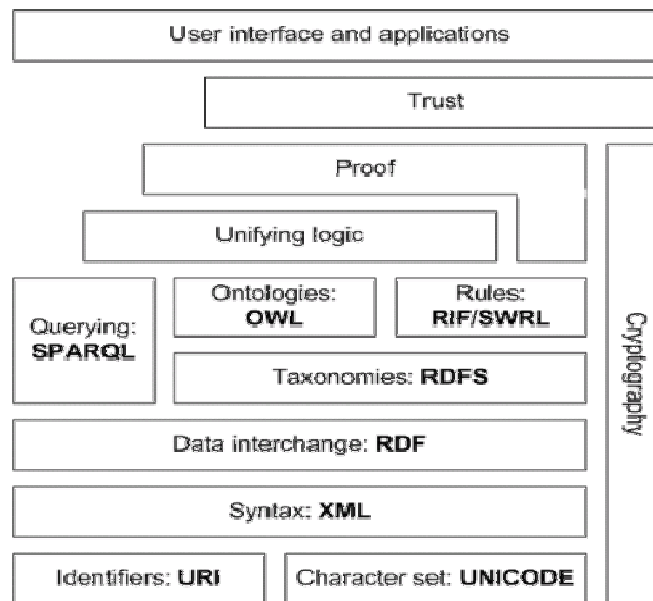 User interface and applications
Trust
Proof
Unifying logic
Querying:
SPARQL
Ontologies:
OWL
Rules:
RIF/SWRL
Taxonomies: RDFS
Data interchange: RDF
Syntax: XML
Identifiers: URI
Character set: UNICODE
Cryptography